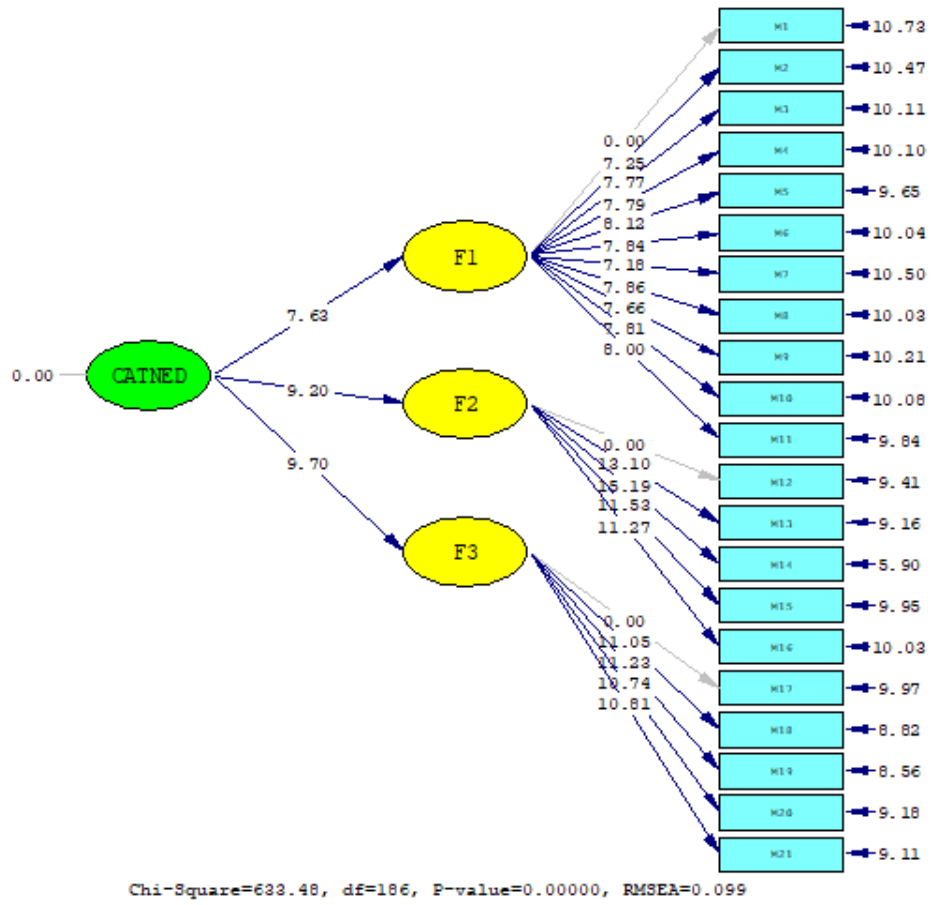 M1 10.73
M2 10.47
M3 10.11
M4 10.10
M5 9.65
M6 10.04
M7 10.50
M8 10.03
M9 10.21
M10 10.08
M11 9.84
M12 9.41
M13 9.16
M14 5.90
M15 9.95
M16 10.03
M17 9.97
M18 8.82
M19 8.56
M20 9.18
M21 9.11
0.00
7.25
7.77
7.79
8.12
7.84
7.18
7.86
7.66
7.81
8.00
F1
7.63
0.00
CATNED
9.20
F2
0.00
13.10
15.19
11.53
11.27
9.70
F3
0.00
11.05
11.23
10.74
10.81
Chi-Square=633.48, df=186, P-value=0.00000, RMSEA=0.099